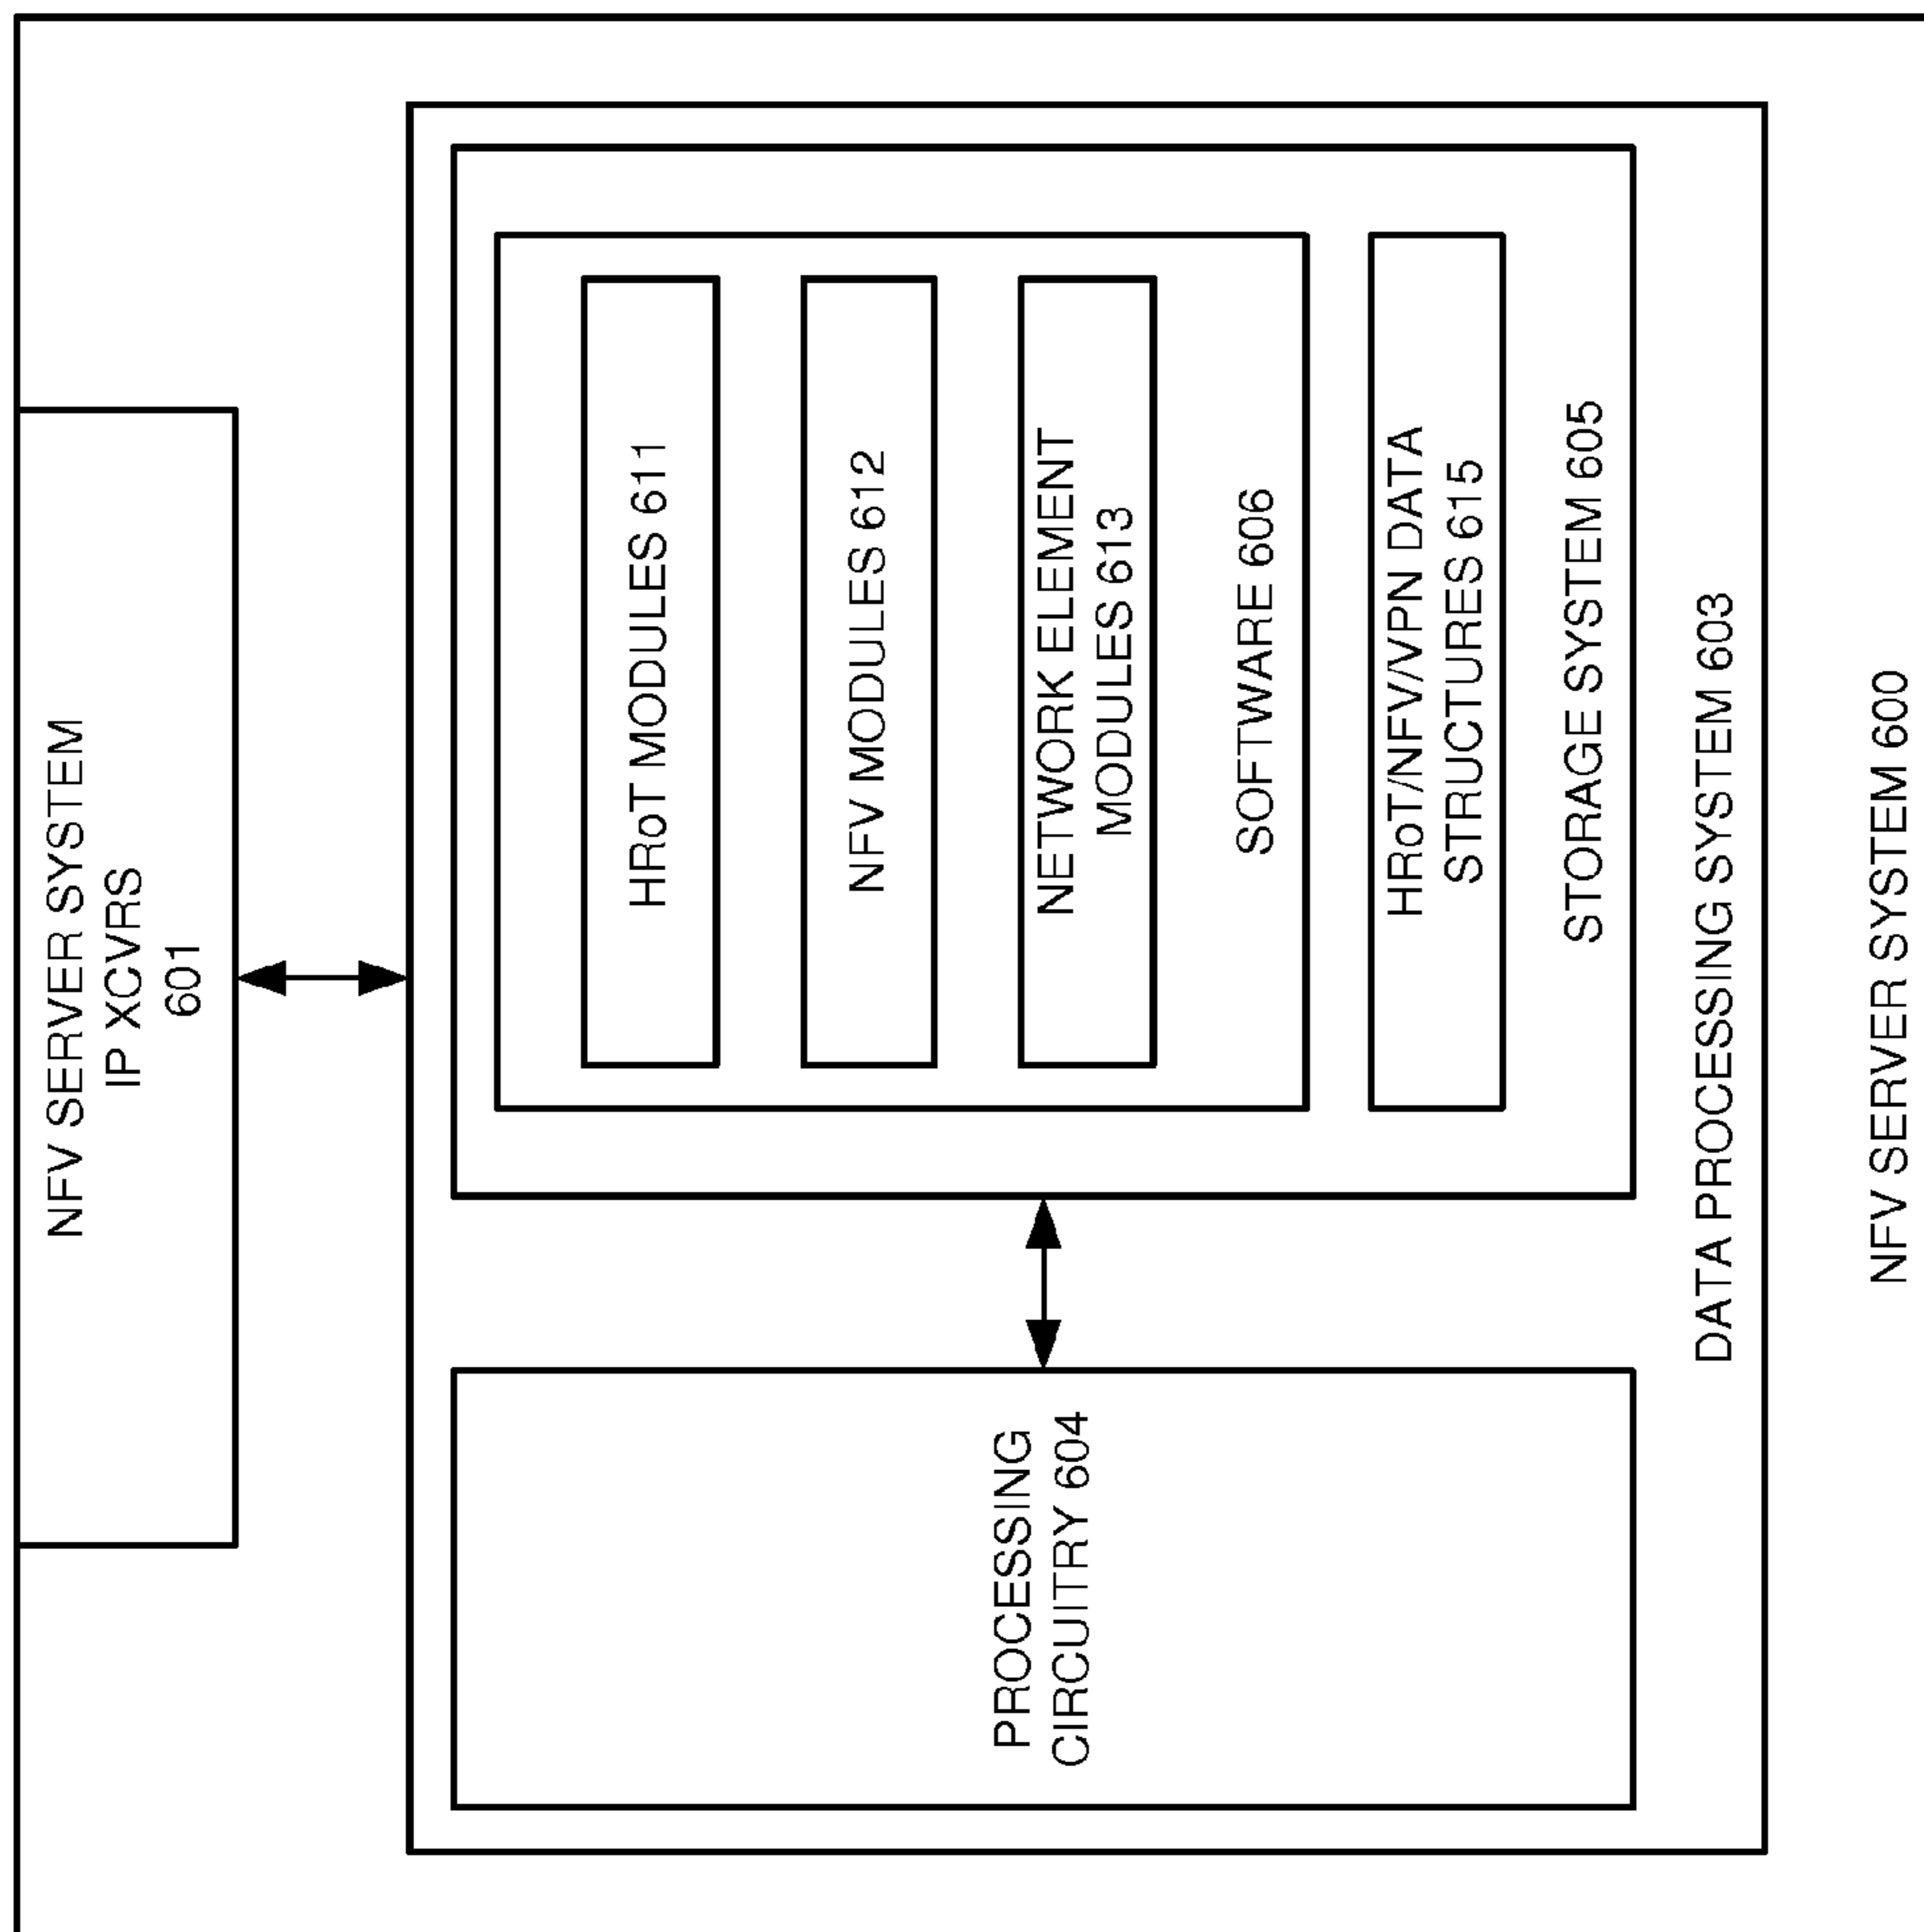 NFV SERVER SYSTEM
IP XCVRS
601
PROCESSING
CIRCUITRY 604
HRoT MODULES 611
NFV MODULES 612
NETWORK ELEMENT
MODULES 613
SOFTWARE 606
HRoT/NFV/VPN DATA
STRUCTURES 615
STORAGE SYSTEM 605
DATA PROCESSING SYSTEM 603
NFV SERVER SYSTEM 600